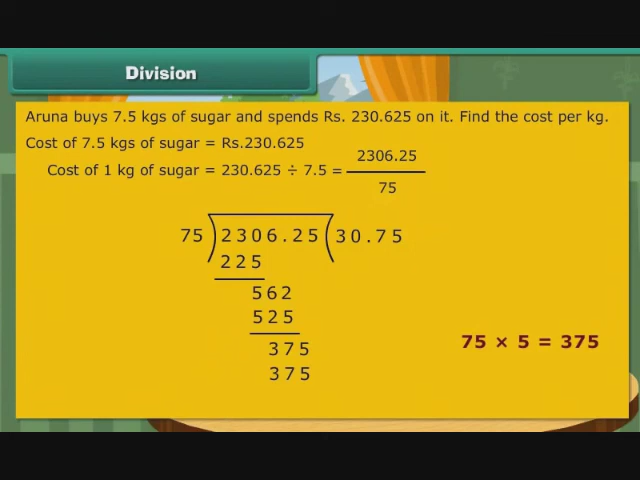 Division
Aruna buys 7.5 kgs of sugar and spends Rs. 230.625 on it. Find the cost per kg.
Cost of 7.5 kgs of sugar = Rs.230.625
Cost of 1 kg of sugar = 230.625 ÷ 7.5 = 2306.25
75
75 ) 2306.25 ( 30.75
225
562
525
375
375
75 × 5 = 375